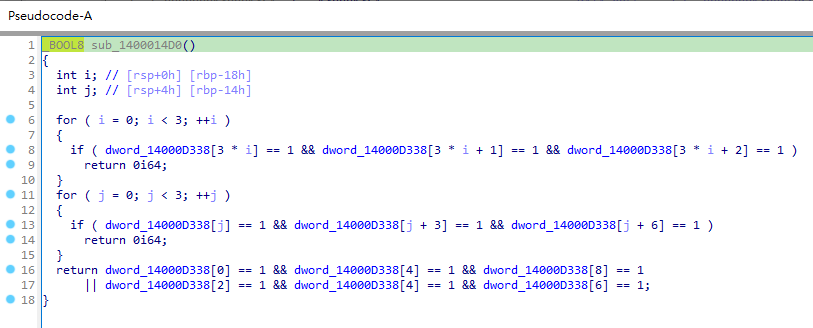 Pseudocode-A
1 _BOOL8 sub_1400014D0()
2 {
3 int i; // [rsp+0h] [rbp-18h]
4 int j; // [rsp+4h] [rbp-14h]
5
6 for ( i = 0; i < 3; ++i )
7 {
8 if ( dword_14000D338[3 * i] == 1 && dword_14000D338[3 * i + 1] == 1 && dword_14000D338[3 * i + 2] == 1 )
9 return 0i64;
10 }
11 for ( j = 0; j < 3; ++j )
12 {
13 if ( dword_14000D338[j] == 1 && dword_14000D338[j + 3] == 1 && dword_14000D338[j + 6] == 1 )
14 return 0i64;
15 }
16 return dword_14000D338[0] == 1 && dword_14000D338[4] == 1 && dword_14000D338[8] == 1
17 || dword_14000D338[2] == 1 && dword_14000D338[4] == 1 && dword_14000D338[6] == 1;
18 }